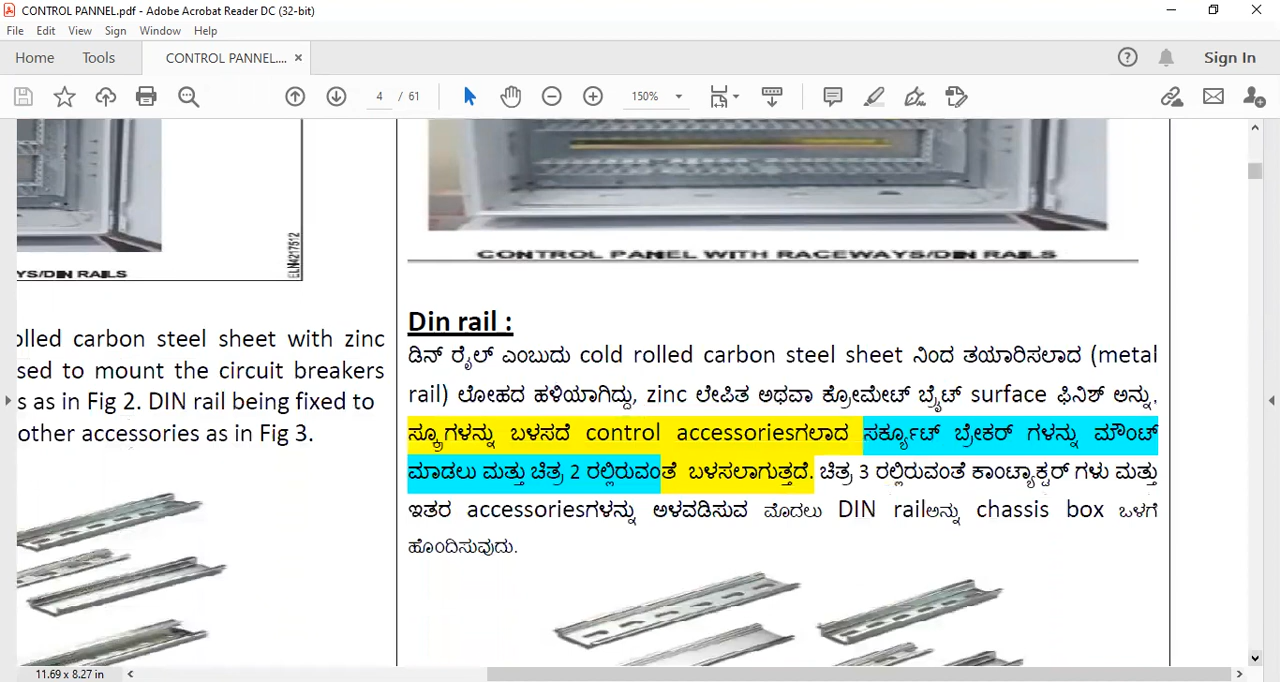 CONTROL PANNEL.pdf - Adobe Acrobat Reader DC (32-bit)
File Edit View Sign Window Help
Home Tools CONTROL PANNEL.... × Sign In
4 / 61 150%
ELN4217512
YS/DIN RAILS
olled carbon steel sheet with zinc
sed to mount the circuit breakers
s as in Fig 2. DIN rail being fixed to
other accessories as in Fig 3.
CONTROL PANEL WITH RACEWAYS/DIN RAILS
Din rail :
ಡಿನ್ ರೈಲ್ ಎಂಬುದು cold rolled carbon steel sheet ನಿಂದ ತಯಾರಿಸಲಾದ (metal
rail) ಲೋಹದ ಹಳಿಯಾಗಿದ್ದು, zinc ಲೇಪಿತ ಅಥವಾ ಕ್ರೋಮೇಟ್ ಬ್ರೈಟ್ surface ಫಿನಿಶ್ ಅನ್ನು,
ಸ್ಕ್ರೂಗಳನ್ನು ಬಳಸದೆ control accessoriesಗಲಾದ ಸರ್ಕ್ಯೂಟ್ ಬ್ರೇಕರ್ ಗಳನ್ನು ಮೌಂಟ್
ಮಾಡಲು ಮತ್ತು ಚಿತ್ರ 2 ರಲ್ಲಿರುವಂತೆ ಬಳಸಲಾಗುತ್ತದೆ. ಚಿತ್ರ 3 ರಲ್ಲಿರುವಂತೆ ಕಾಂಟ್ಯಾಕ್ಟರ್ ಗಳು ಮತ್ತು
ಇತರ accessoriesಗಳನ್ನು ಅಳವಡಿಸುವ ಮೊದಲು DIN railಅನ್ನು chassis box ಒಳಗೆ
ಹೊಂದಿಸುವುದು.
11.69 x 8.27 in